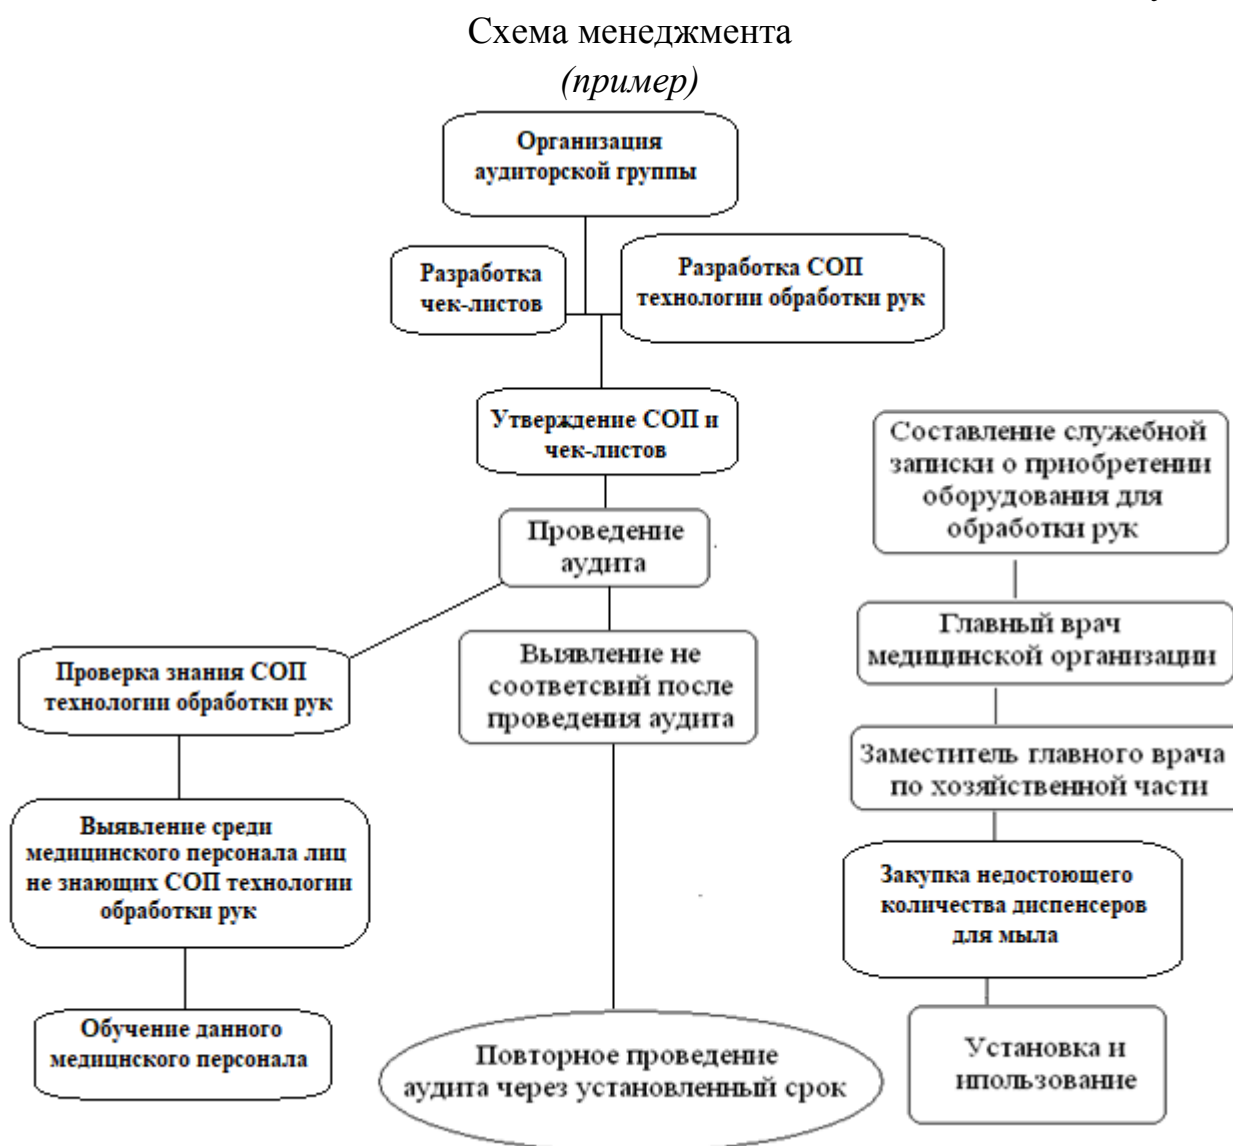 Схема менеджмента
(пример)
Организация
аудиторской группы
Разработка
чек-листов
Разработка СОП
технологии обработки рук
Утверждение СОП и
чек-листов
Проведение
аудита
Проверка знания СОП
технологии обработки рук
Выявление среди
медицинского персонала лиц
не знающих СОП технологии
обработки рук
Обучение данного
медицнского персонала
Выявление не
соответсвий после
проведения аудита
Повторное проведение
аудита через установленный срок
Составление служебной
записки о приобретении
оборудования для
обработки рук
Главный врач
медицинской организации
Заместитель главного врача
по хозяйственной части
Закупка недостоющего
количества диспенсеров
для мыла
Установка и
ипользование